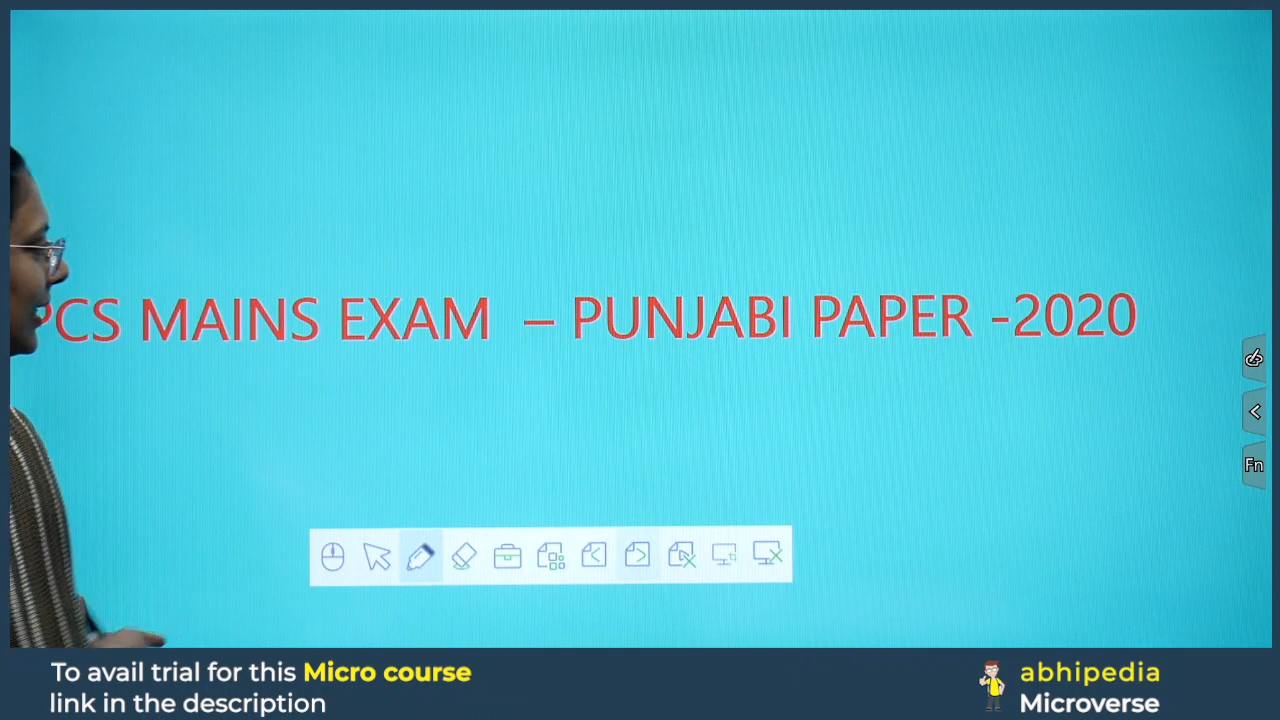 PCS MAINS EXAM – PUNJABI PAPER -2020
Fn
To avail trial for this Micro course
link in the description
abhipedia
Microverse